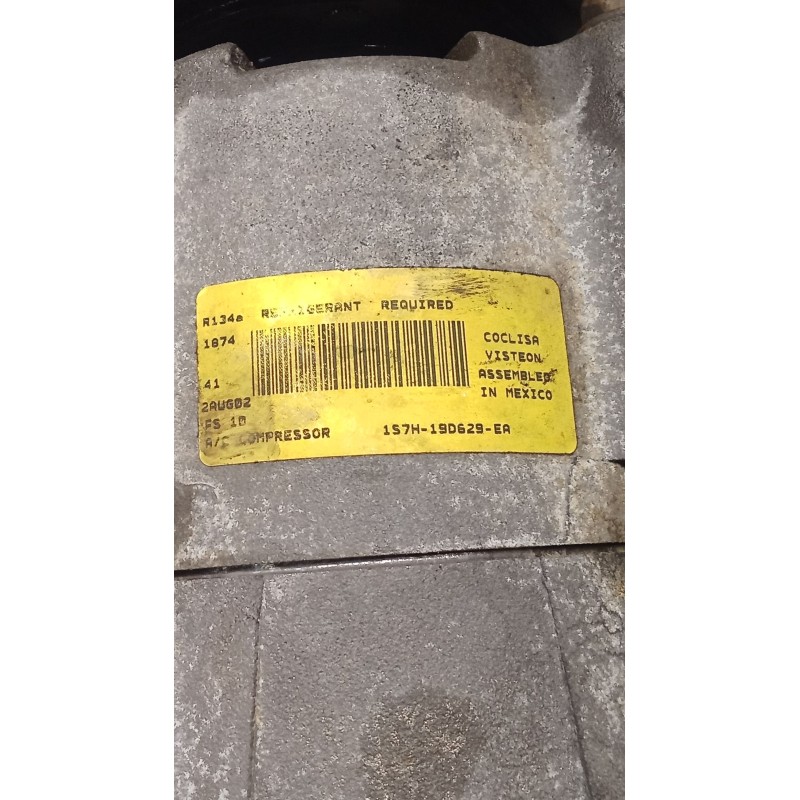 R134a REFRIGERANT REQUIRED
1874
41
2AUG02
FS 10
A/C COMPRESSOR
1S7H-19D629-EA
COCLISA
VISTEON
ASSEMBLED
IN MEXICO